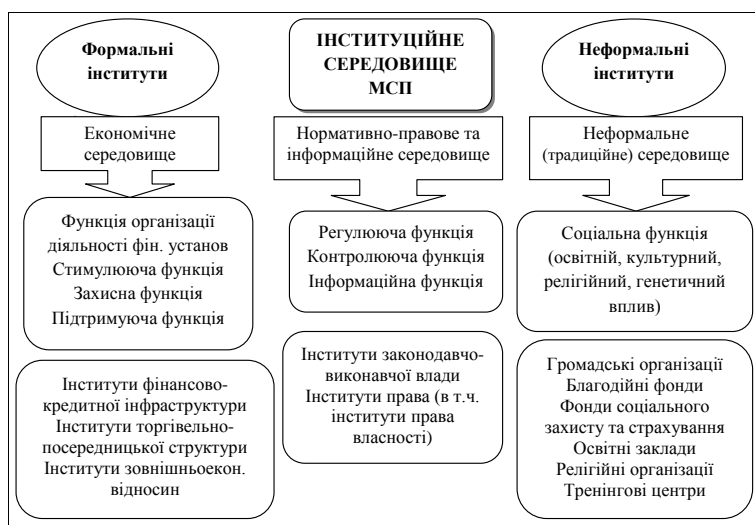 Формальні
інститути
Економічне
середовище
Функція організації
діяльності фін. установ
Стимулююча функція
Захисна функція
Підтримуюча функція
Інститути фінансово-
кредитної інфраструктури
Інститути торгівельно-
посередницької структури
Інститути зовнішньоекон.
відносин
ІНСТИТУЦІЙНЕ
СЕРЕДОВИЩЕ
МСП
Нормативно-правове та
інформаційне середовище
Регулююча функція
Контролююча функція
Інформаційна функція
Інститути законодавчо-
виконавчої влади
Інститути права (в т.ч.
інститути права
власності)
Неформальні
інститути
Неформальне
(традиційне) середовище
Соціальна функція
(освітній, культурний,
релігійний, генетичний
вплив)
Громадські організації
Благодійні фонди
Фонди соціального
захисту та страхування
Освітні заклади
Релігійні організації
Тренінгові центри